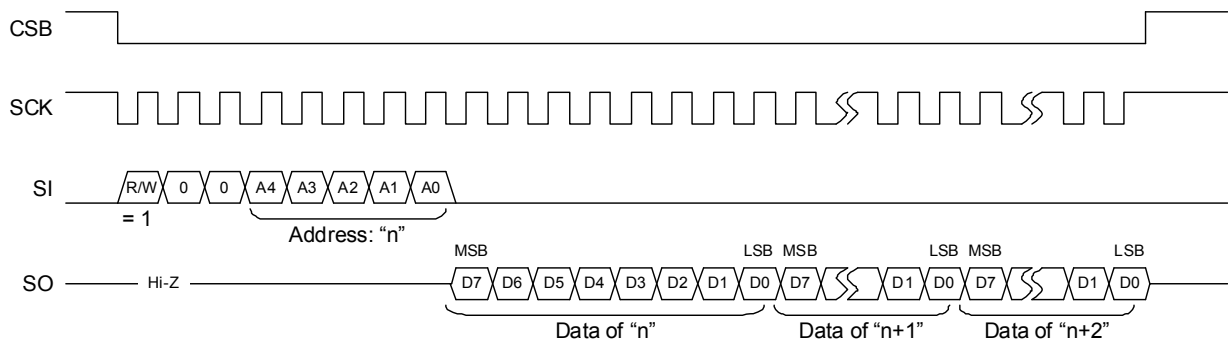 CSB
SCK
SI R/W 0 0 A4 A3 A2 A1 A0
= 1
Address: “n”
MSB LSB MSB LSB MSB LSB
SO Hi-Z D7 D6 D5 D4 D3 D2 D1 D0 D7 D1 D0 D7 D1 D0
Data of “n” Data of “n+1” Data of “n+2”